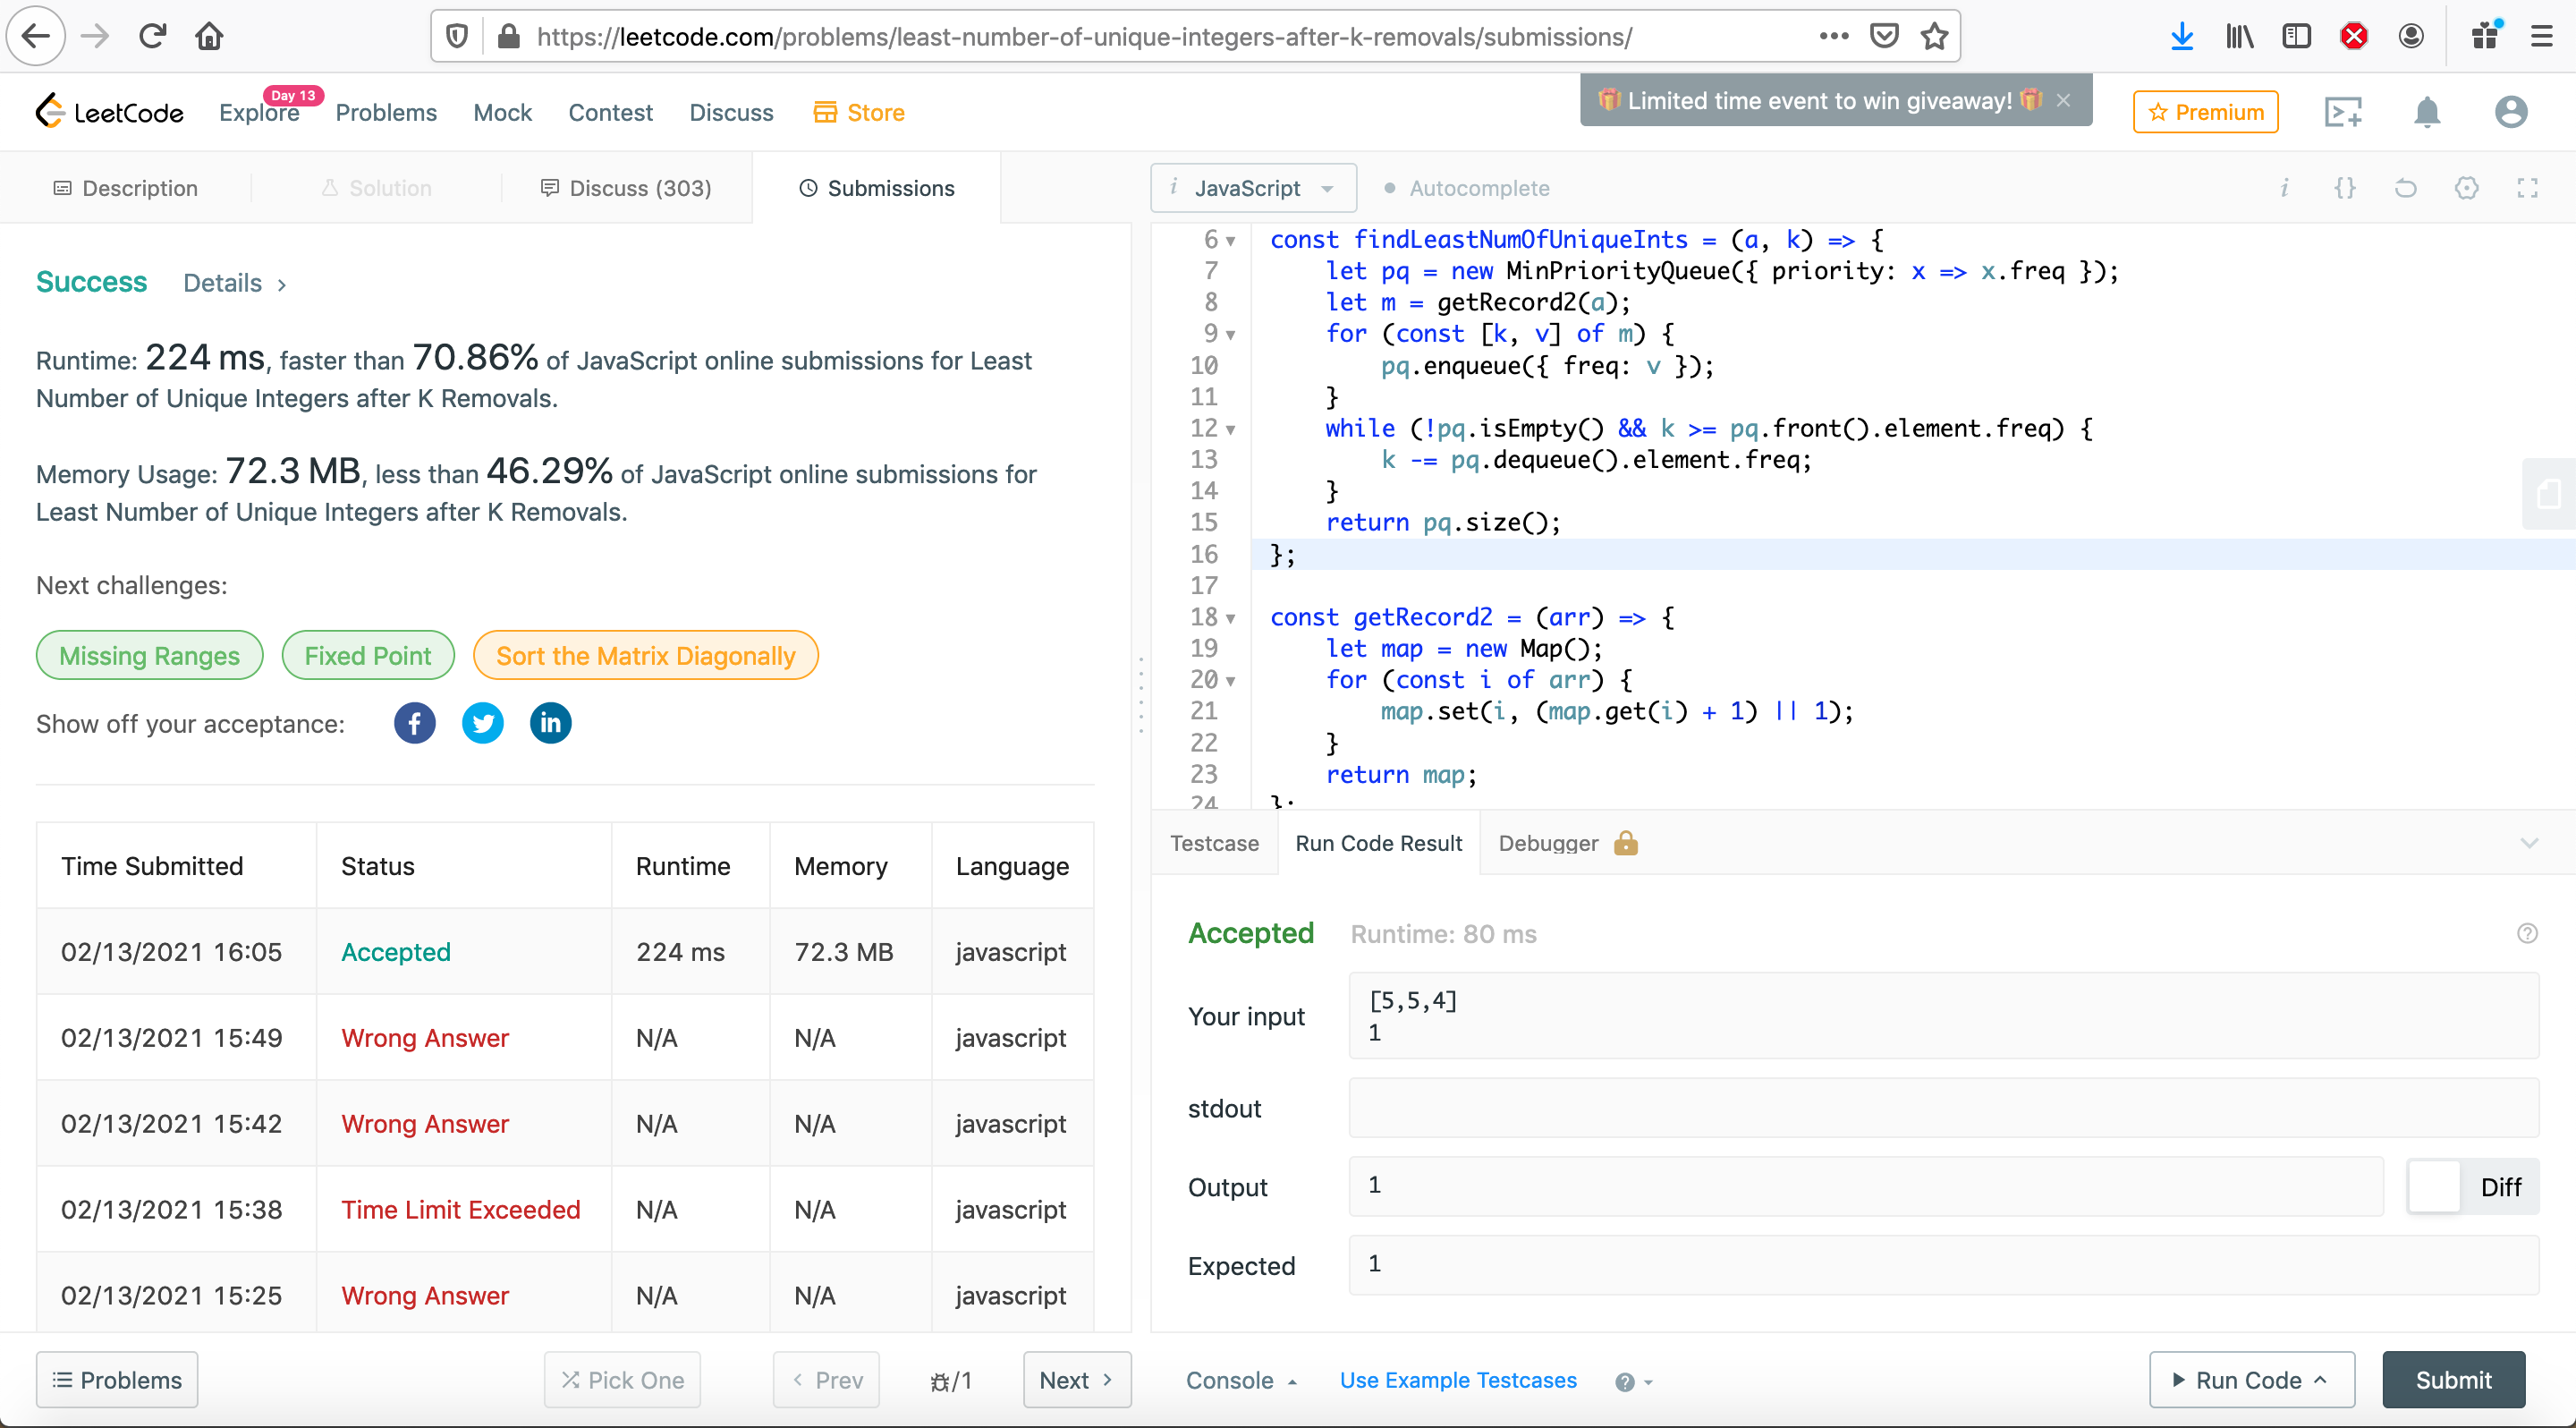 https://leetcode.com/problems/least-number-of-unique-integers-after-k-removals/submissions/
LeetCode
Explore
Day 13
Problems
Mock
Contest
Discuss
Store
Limited time event to win giveaway!
Premium
Description
Solution
Discuss (303)
Submissions
i JavaScript
Autocomplete
i {}
Success Details >
Runtime: 224 ms, faster than 70.86% of JavaScript online submissions for Least
Number of Unique Integers after K Removals.
Memory Usage: 72.3 MB, less than 46.29% of JavaScript online submissions for
Least Number of Unique Integers after K Removals.
Next challenges:
Missing Ranges
Fixed Point
Sort the Matrix Diagonally
Show off your acceptance:
f
in
Time Submitted Status Runtime Memory Language
02/13/2021 16:05 Accepted 224 ms 72.3 MB javascript
02/13/2021 15:49 Wrong Answer N/A N/A javascript
02/13/2021 15:42 Wrong Answer N/A N/A javascript
02/13/2021 15:38 Time Limit Exceeded N/A N/A javascript
02/13/2021 15:25 Wrong Answer N/A N/A javascript
Problems
Pick One
< Prev
/1
Next >
6 const findLeastNumOfUniqueInts = (a, k) => {
7 let pq = new MinPriorityQueue({ priority: x => x.freq });
8 let m = getRecord2(a);
9 for (const [k, v] of m) {
10 pq.enqueue({ freq: v });
11 }
12 while (!pq.isEmpty() && k >= pq.front().element.freq) {
13 k -= pq.dequeue().element.freq;
14 }
15 return pq.size();
16 };
17
18 const getRecord2 = (arr) => {
19 let map = new Map();
20 for (const i of arr) {
21 map.set(i, (map.get(i) + 1) || 1);
22 }
23 return map;
24 };
Testcase
Run Code Result
Debugger
Accepted Runtime: 80 ms
?
Your input
[5,5,4]
1
stdout
Output
1
Diff
Expected
1
Console
Use Example Testcases
?
Run Code
Submit